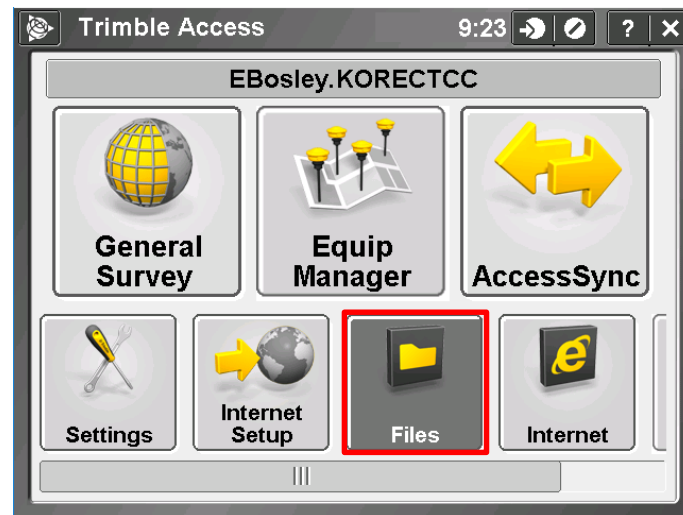 Trimble Access 9:23 ? X
EBosley.KORECTCC
General
Survey
Equip
Manager
AccessSync
Settings
Internet
Setup
Files
Internet